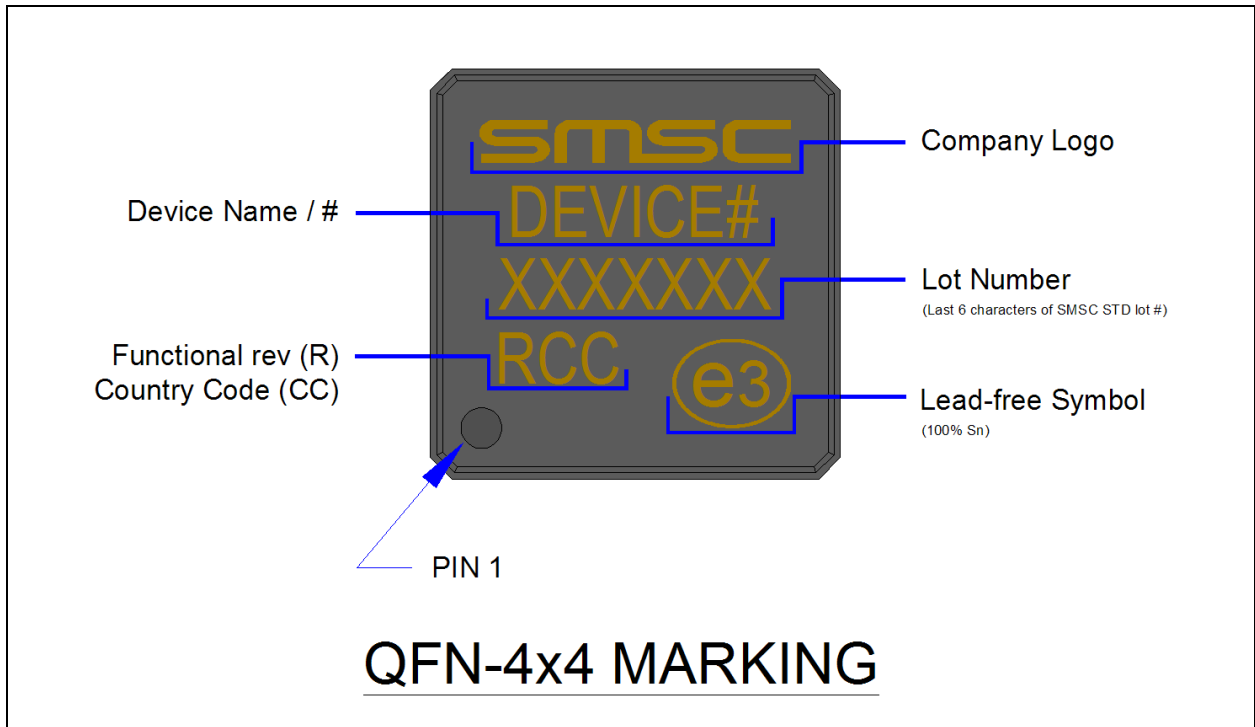 smsc
Company Logo
DEVICE#
Device Name / #
XXXXXXX
Lot Number
(Last 6 characters of SMSC STD lot #)
RCC
Functional rev (R)
Country Code (CC)
e3
Lead-free Symbol
(100% Sn)
PIN 1
QFN-4x4 MARKING